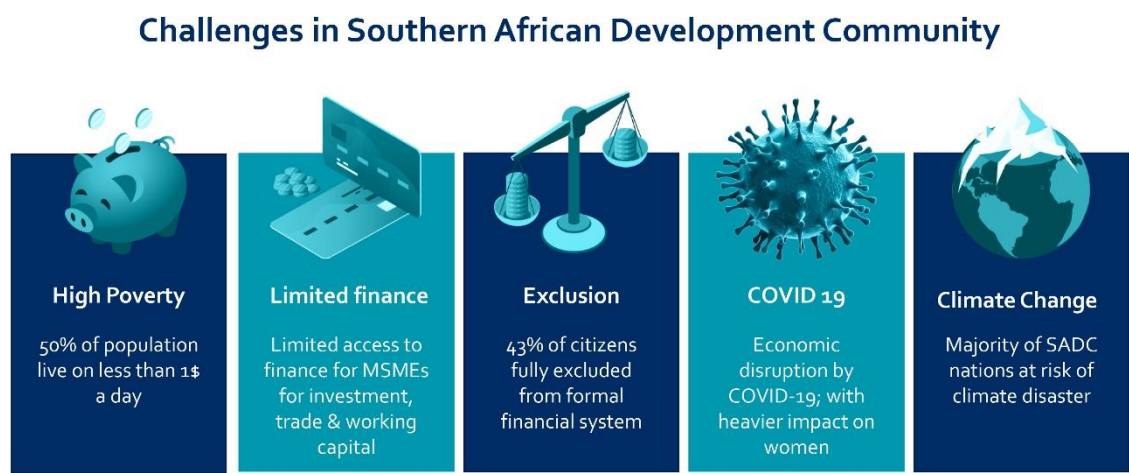 Challenges in Southern African Development Community
High Poverty
50% of population
live on less than 1$
a day
Limited finance
Limited access to
finance for MSMEs
for investment,
trade & working
capital
Exclusion
43% of citizens
fully excluded
from formal
financial system
COVID 19
Economic
disruption by
COVID-19; with
heavier impact on
women
Climate Change
Majority of SADC
nations at risk of
climate disaster